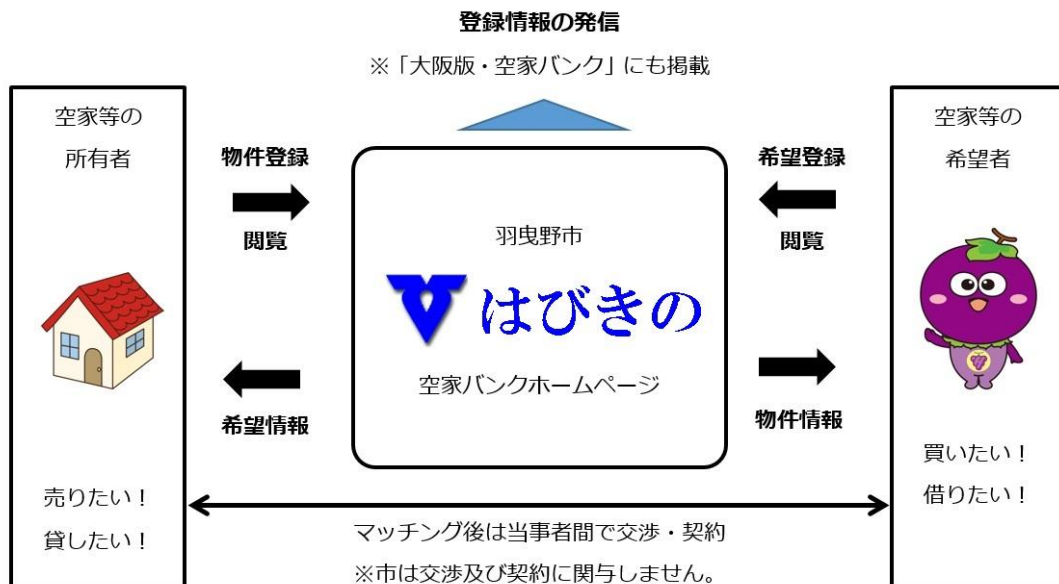 登録情報の発信
※「大阪版・空家バンク」にも掲載
空家等の
所有者
売りたい！
貸したい！
物件登録
閲覧
希望情報
羽曳野市
はびきの
空家バンクホームページ
希望登録
閲覧
物件情報
空家等の
希望者
買いたい！
借りたい！
マッチング後は当事者間で交渉・契約
※市は交渉及び契約に関与しません。